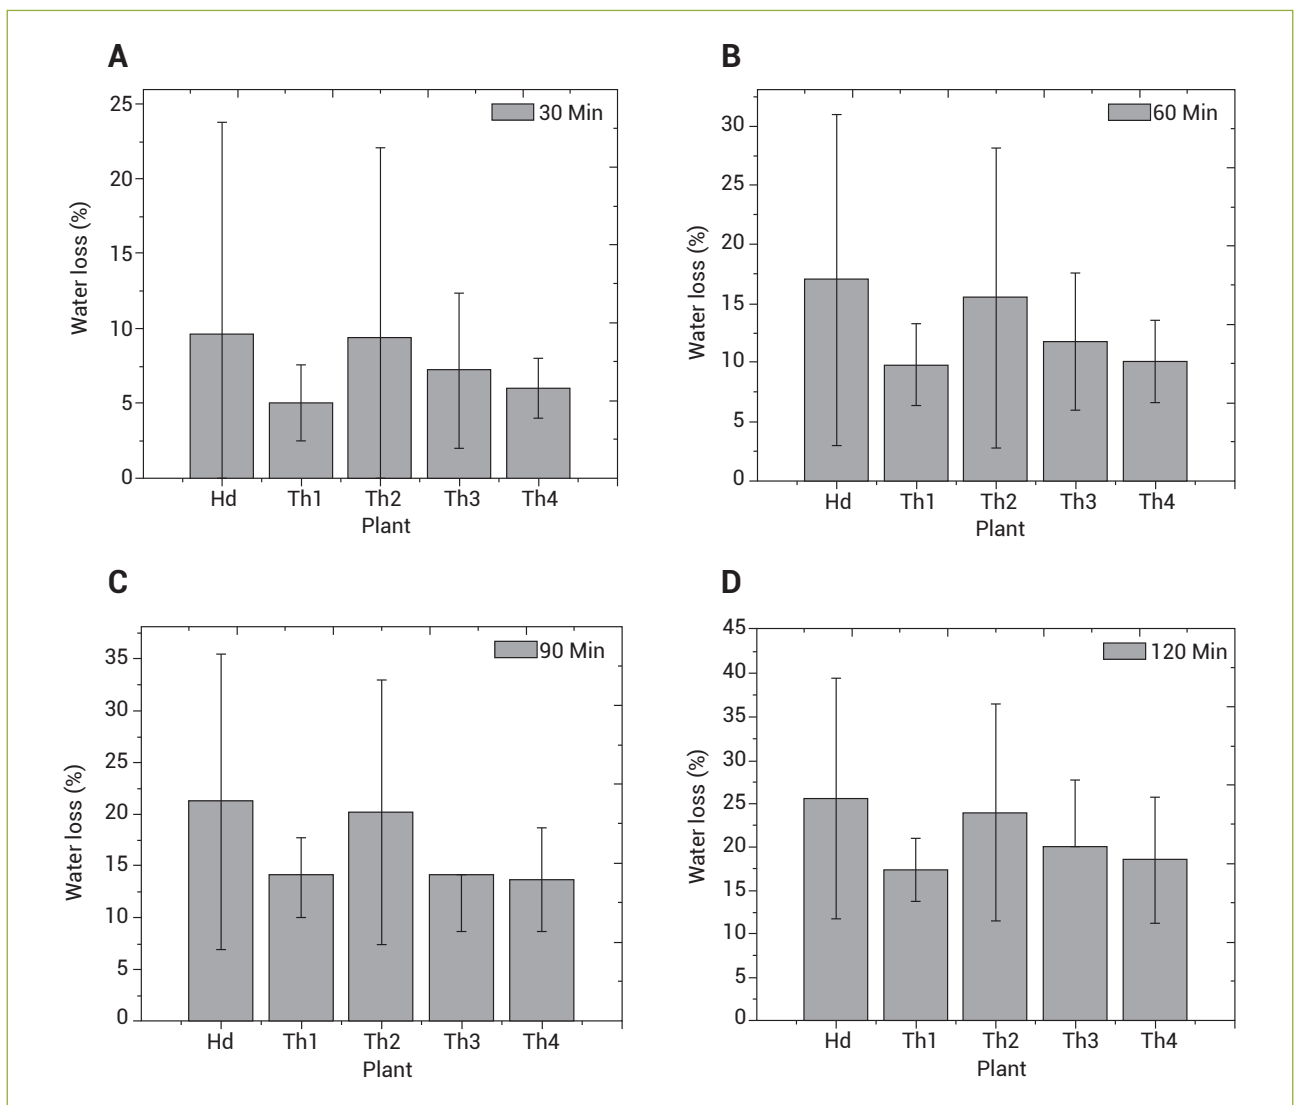 A
25
20
15
10
5
0
Water loss (%)
30 Min
Hd Th1 Th2 Th3 Th4
Plant
B
30
25
20
15
10
5
0
Water loss (%)
60 Min
Hd Th1 Th2 Th3 Th4
Plant
C
35
30
25
20
15
10
5
0
Water loss (%)
90 Min
Hd Th1 Th2 Th3 Th4
Plant
D
45
40
35
30
25
20
15
10
5
0
Water loss (%)
120 Min
Hd Th1 Th2 Th3 Th4
Plant